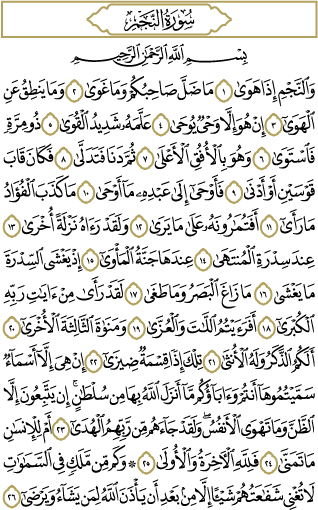 سُورَةُ النَّجْمِ
بِسْمِ اللَّهِ الرَّحْمَٰنِ الرَّحِيمِ
وَالنَّجْمِ إِذَا هَوَىٰ ١ مَا ضَلَّ صَاحِبُكُمْ وَمَا غَوَىٰ ٢ وَمَا يَنطِقُ عَنِ
الْهَوَىٰ ٣ إِنْ هُوَ إِلَّا وَحْيٌ يُوحَىٰ ٤ عَلَّمَهُ شَدِيدُ الْقُوَىٰ ٥ ذُو مِرَّةٍ
فَاسْتَوَىٰ ٦ وَهُوَ بِالْأُفُقِ الْأَعْلَىٰ ٧ ثُمَّ دَنَا فَتَدَلَّىٰ ٨ فَكَانَ قَابَ
قَوْسَيْنِ أَوْ أَدْنَىٰ ٩ فَأَوْحَىٰ إِلَىٰ عَبْدِهِ مَا أَوْحَىٰ ١٠ مَا كَذَبَ الْفُؤَادُ
مَا رَأَىٰ ١١ أَفَتُمَارُونَهُ عَلَىٰ مَا يَرَىٰ ١٢ وَلَقَدْ رَآهُ نَزْلَةً أُخْرَىٰ ١٣
عِندَ سِدْرَةِ الْمُنتَهَىٰ ١٤ عِندَهَا جَنَّةُ الْمَأْوَىٰ ١٥ إِذْ يَغْشَى السِّدْرَةَ
مَا يَغْشَىٰ ١٦ مَا زَاغَ الْبَصَرُ وَمَا طَغَىٰ ١٧ لَقَدْ رَأَىٰ مِنْ آيَاتِ رَبِّهِ
الْكُبْرَىٰ ١٨ أَفَرَأَيْتُمُ اللَّاتَ وَالْعُزَّىٰ ١٩ وَمَنَاةَ الثَّالِثَةَ الْأُخْرَىٰ ٢٠
أَلَكُمُ الذَّكَرُ وَلَهُ الْأُنثَىٰ ٢١ تِلْكَ إِذًا قِسْمَةٌ ضِيزَىٰ ٢٢ إِنْ هِيَ إِلَّا أَسْمَاءٌ
سَمَّيْتُمُوهَا أَنتُمْ وَآبَاؤُكُم مَّا أَنزَلَ اللَّهُ بِهَا مِن سُلْطَانٍ ۚ إِن يَتَّبِعُونَ إِلَّا
الظَّنَّ وَمَا تَهْوَى الْأَنفُسُ ۖ وَلَقَدْ جَاءَهُم مِّن رَّبِّهِمُ الْهُدَىٰ ٢٣ أَمْ لِلْإِنسَانِ
مَا تَمَنَّىٰ ٢٤ فَلِلَّهِ الْآخِرَةُ وَالْأُولَىٰ ٢٥ ۞ وَكَم مِّن مَّلَكٍ فِي السَّمَاوَاتِ
لَا تُغْنِي شَفَاعَتُهُمْ شَيْئًا إِلَّا مِن بَعْدِ أَن يَأْذَنَ اللَّهُ لِمَن يَشَاءُ وَيَرْضَىٰ ٢٦